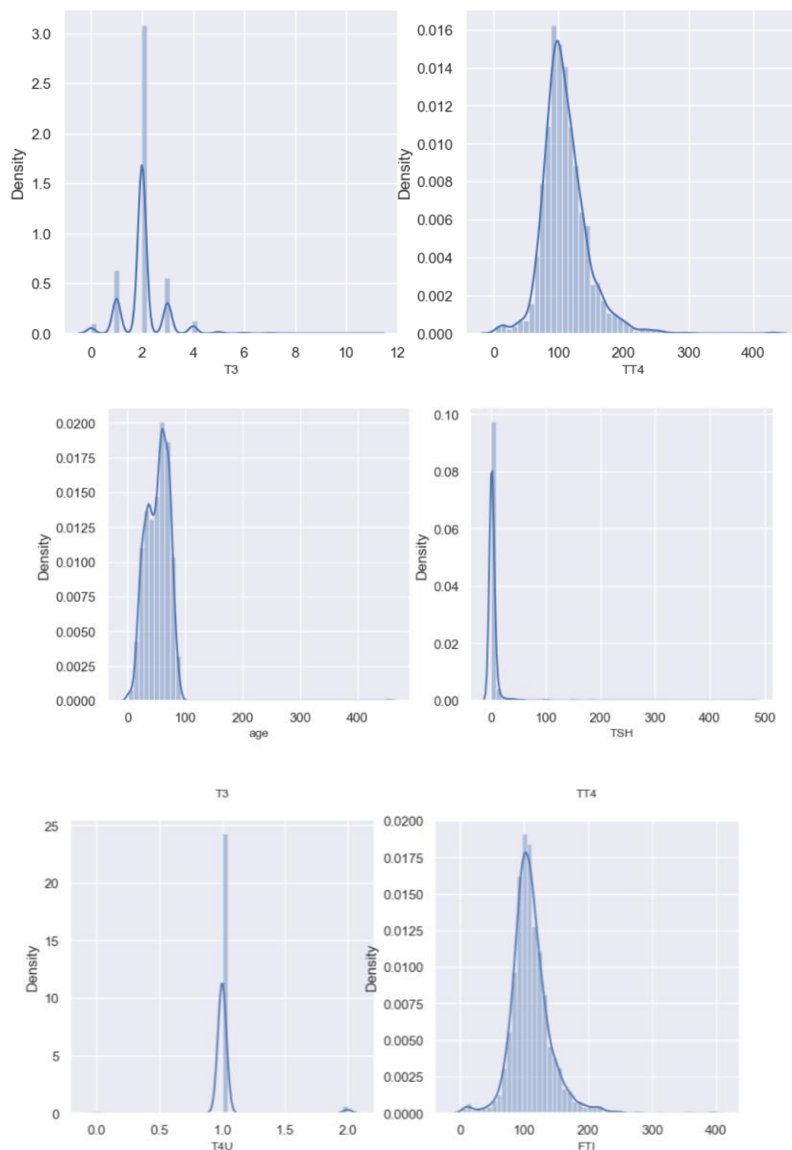 3.0
2.5
2.0
1.5
1.0
0.5
0.0
Density
0 2 4 6 8 10 12
T3
0.016
0.014
0.012
0.010
0.008
0.006
0.004
0.002
0.000
Density
0 100 200 300 400
TT4
0.0200
0.0175
0.0150
0.0125
0.0100
0.0075
0.0050
0.0025
0.0000
Density
0 100 200 300 400
age
0.10
0.08
0.06
0.04
0.02
0.00
Density
0 100 200 300 400 500
TSH
T3
TT4
25
20
15
10
5
0
Density
0.0 0.5 1.0 1.5 2.0
T4U
0.0200
0.0175
0.0150
0.0125
0.0100
0.0075
0.0050
0.0025
0.0000
Density
0 100 200 300 400
FTI